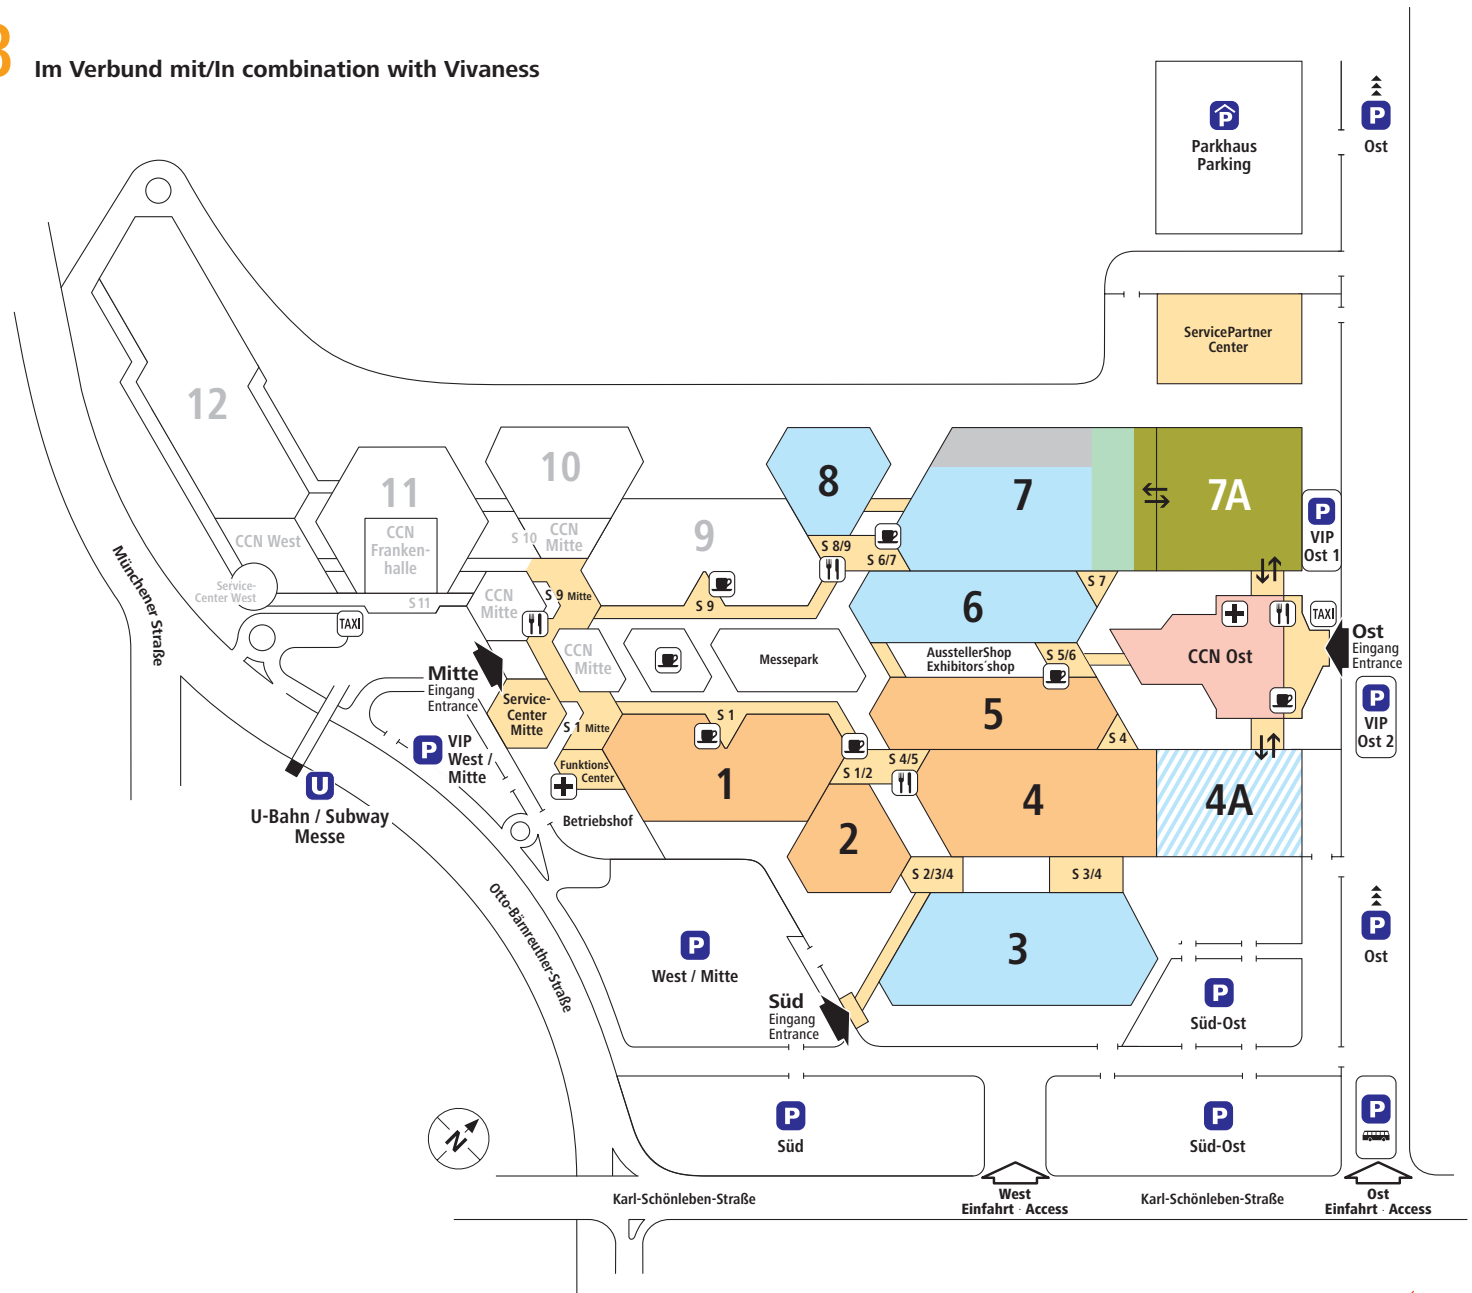 3
Im Verbund mit/In combination with Vivaness
P
Parkhaus
Parking
P
Ost
ServicePartner
Center
12
11
10
9
8
7
7A
CCN West
CCN
Franken-
halle
S 10
CCN
Mitte
Service-
Center West
S 11
CCN
Mitte
S 9 Mitte
S 9
S 8/9
S 6/7
P
VIP
Ost 1
6
S 7
TAXI
TAXI
Münchener Straße
CCN
Mitte
Messepark
AusstellerShop
Exhibitors´shop
S 5/6
CCN Ost
Ost
Eingang
Entrance
Mitte
Eingang
Entrance
Service-
Center
Mitte
S 1 Mitte
S 1
5
S 4
P
VIP
Ost 2
P
VIP
West /
Mitte
Funktions
Center
1
S 1/2
S 4/5
4
4A
U
U-Bahn / Subway
Messe
Betriebshof
2
S 2/3/4
S 3/4
Otto-Bärnreuther-Straße
P
West / Mitte
3
P
Ost
Süd
Eingang
Entrance
P
Süd-Ost
N
P
Süd
P
Süd-Ost
P
Karl-Schönleben-Straße
West
Einfahrt · Access
Karl-Schönleben-Straße
Ost
Einfahrt · Access